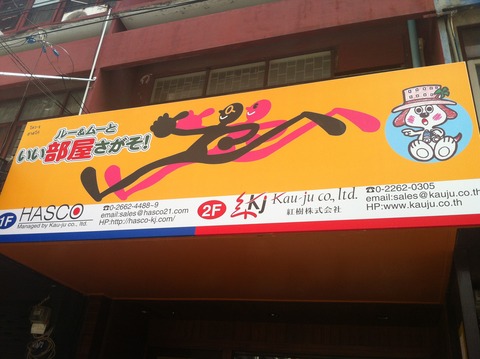 ルー&ムーと
いい部屋さがそ!
1F HASCO
Managed by Kau-ju co., ltd.
☎0-2662-4488~9
email:sales@hasco21.com
HP:http://hasco-kj.com/
2F 紅KJ Kau-ju co., ltd.
紅樹株式会社
☎0-2262-0305
email:sales@kauju.co.th
HP:www.kauju.co.th